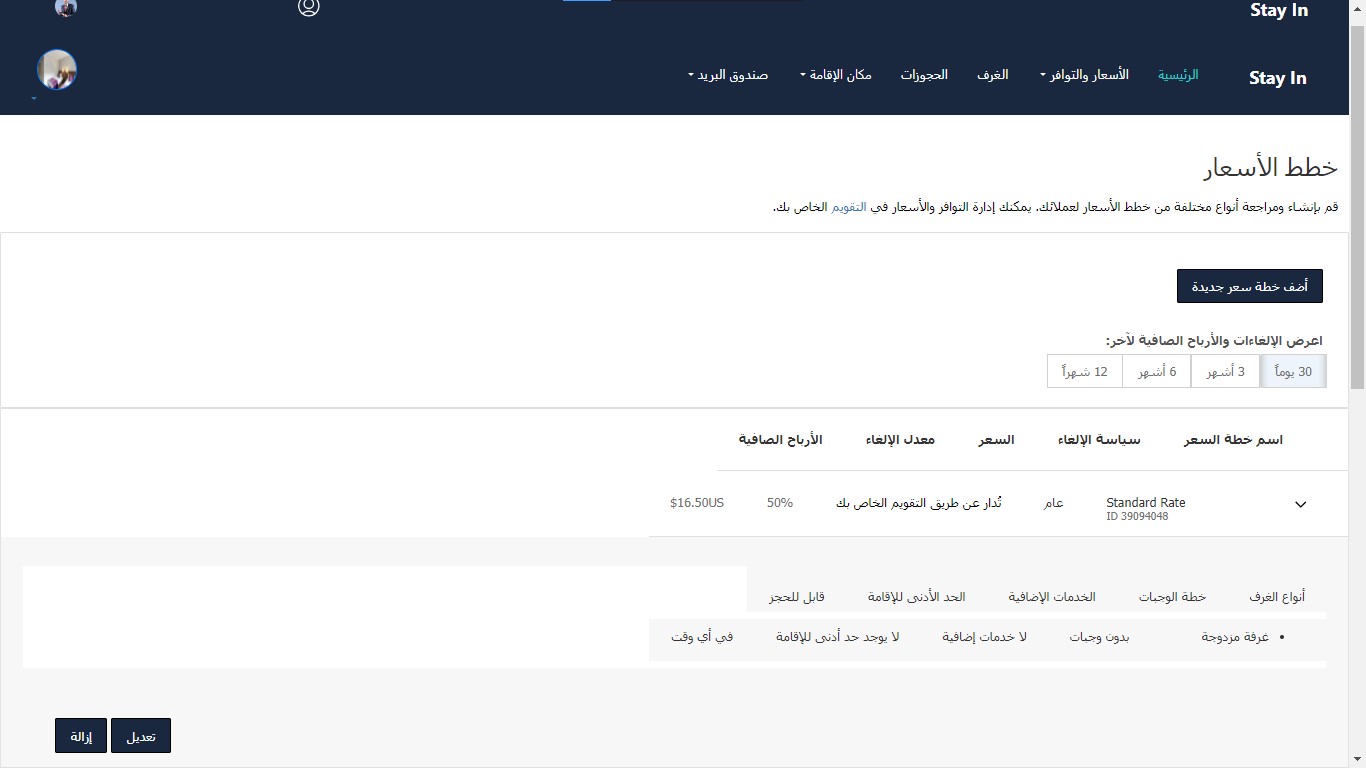 Stay In
Stay In الرئيسية الأسعار والتوافر الغرف الحجوزات مكان الإقامة صندوق البريد
خطط الأسعار
قم بإنشاء ومراجعة أنواع مختلفة من خطط الأسعار لعملائك. يمكنك إدارة التوافر والأسعار في التقويم الخاص بك.
أضف خطة سعر جديدة
اعرض الإلغاءات والأرباح الصافية لآخر:
30 يوماً 3 أشهر 6 أشهر 12 شهراً
اسم خطة السعر سياسة الإلغاء السعر معدل الإلغاء الأرباح الصافية
Standard Rate عام تُدار عن طريق التقويم الخاص بك 50% $16.50US
ID 39094048
أنواع الغرف خطة الوجبات الخدمات الإضافية الحد الأدنى للإقامة قابل للحجز
• غرفة مزدوجة بدون وجبات لا خدمات إضافية لا يوجد حد أدنى للإقامة في أي وقت
تعديل إزالة